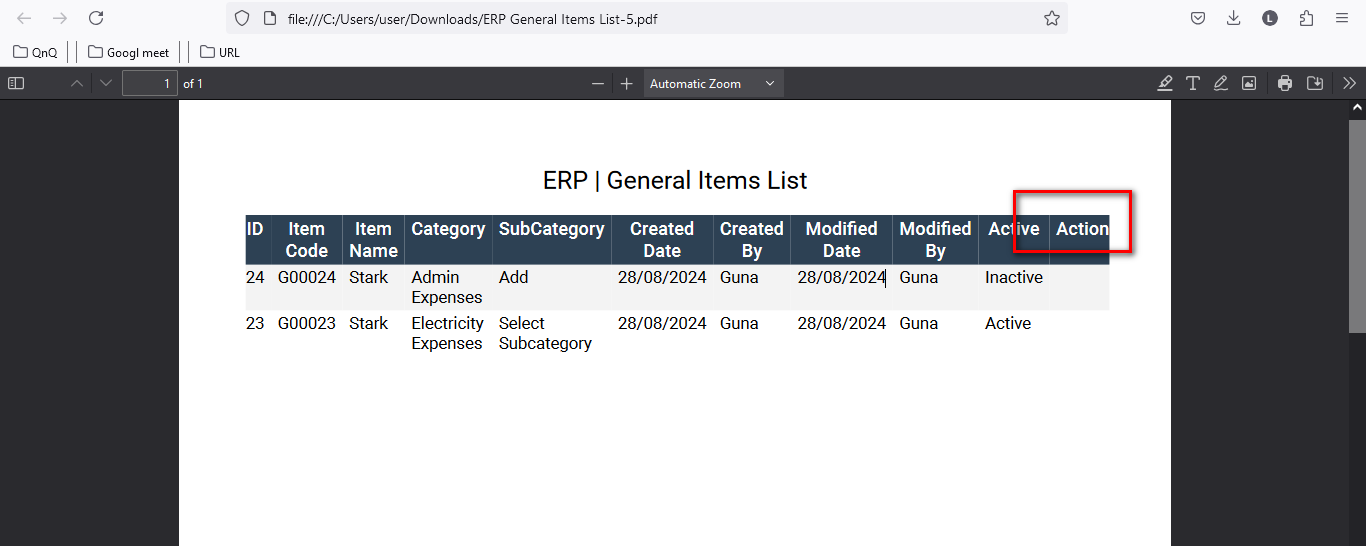 file:///C:/Users/user/Downloads/ERP General Items List-5.pdf
L
QnQ Googl meet URL
1 of 1 Automatic Zoom
ERP | General Items List
ID Item Code Item Name Category SubCategory Created Date Created By Modified Date Modified By Active Action
24 G00024 Stark Admin Expenses Add 28/08/2024 Guna 28/08/2024 Guna Inactive
23 G00023 Stark Electricity Expenses Select Subcategory 28/08/2024 Guna 28/08/2024 Guna Active